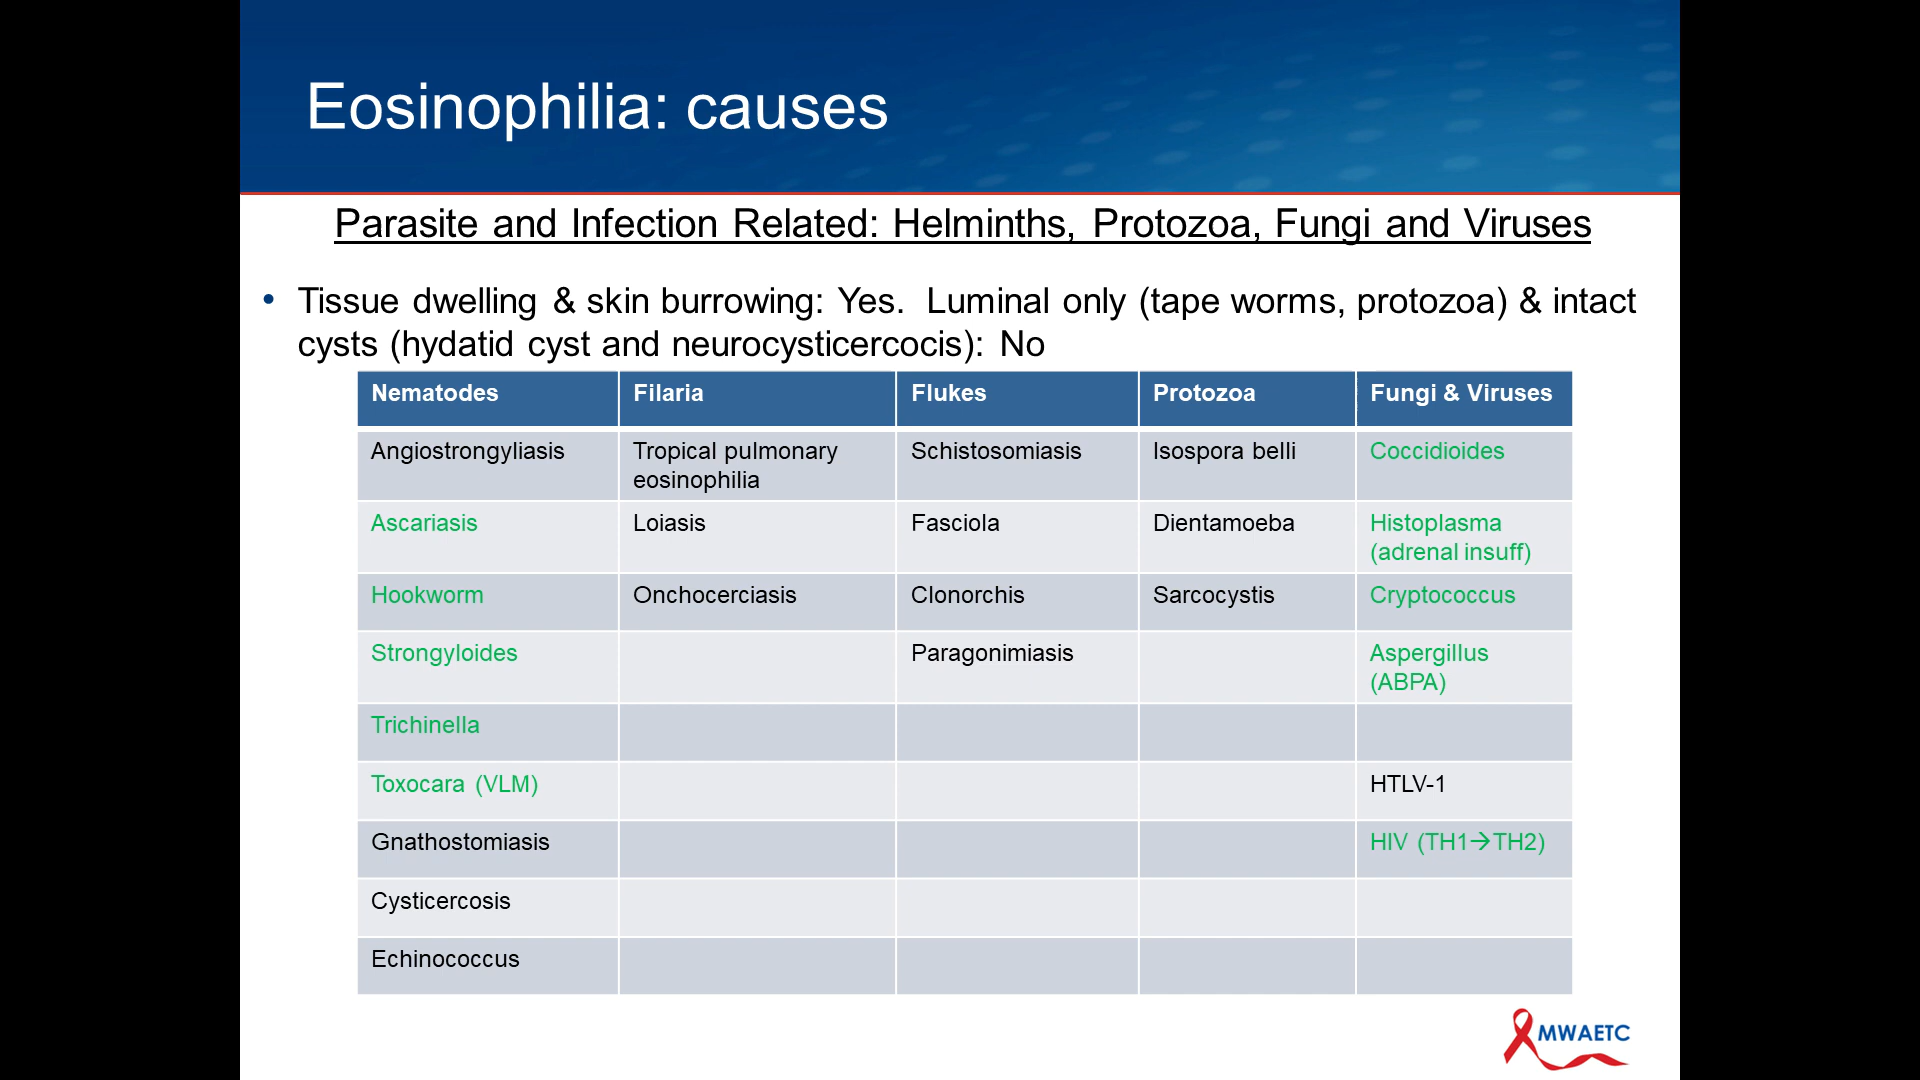 Eosinophilia: causes
Parasite and Infection Related: Helminths, Protozoa, Fungi and Viruses
• Tissue dwelling & skin burrowing: Yes. Luminal only (tape worms, protozoa) & intact
cysts (hydatid cyst and neurocysticercocis): No
Nematodes Filaria Flukes Protozoa Fungi & Viruses
Angiostrongyliasis Tropical pulmonary Schistosomiasis Isospora belli Coccidioides
eosinophilia
Ascariasis Loiasis Fasciola Dientamoeba Histoplasma
(adrenal insuff)
Hookworm Onchocerciasis Clonorchis Sarcocystis Cryptococcus
Strongyloides Paragonimiasis Aspergillus
(ABPA)
Trichinella
Toxocara (VLM) HTLV-1
Gnathostomiasis HIV (TH1→TH2)
Cysticercosis
Echinococcus
MWAETC